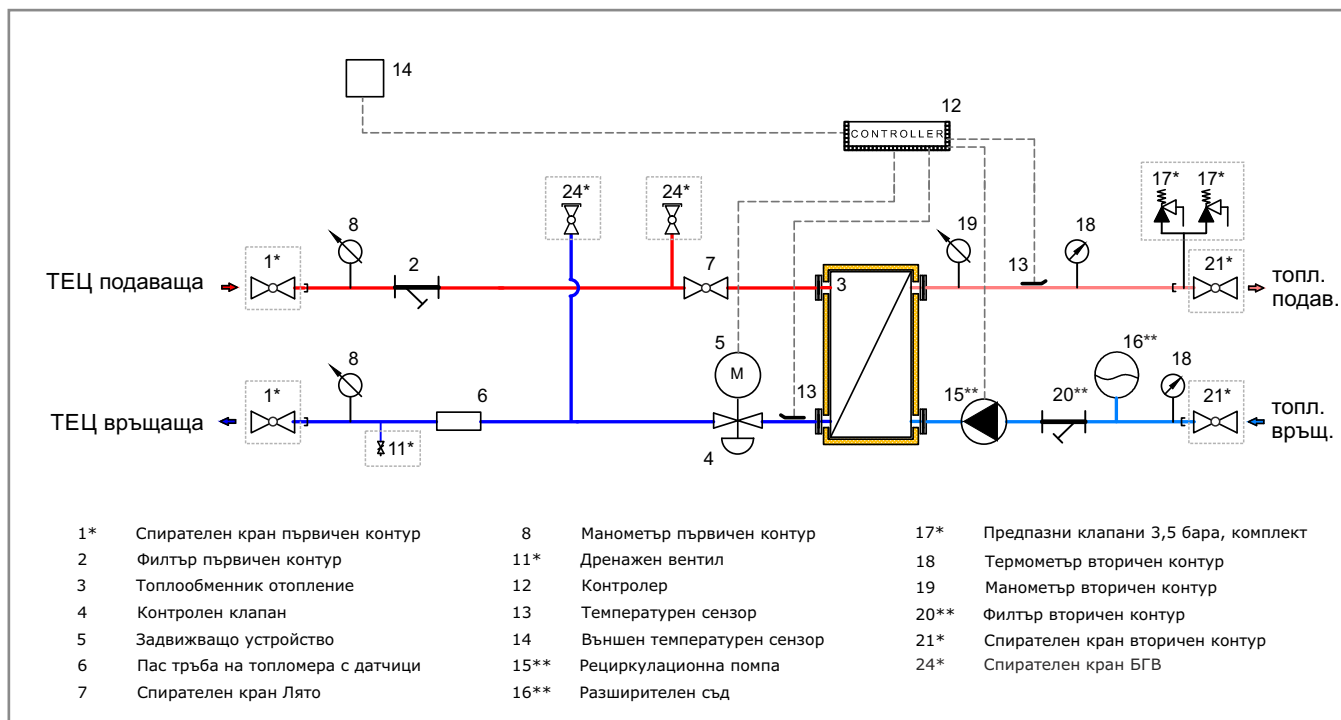 14
12
CONTROLLER
24*
24*
17*
17*
8
19
18
1*
2
7
3
13
21*
ТЕЦ подаваща
топл.
подав.
5
M
16**
8
13
15**
20**
18
1*
6
21*
ТЕЦ връщаща
топл.
връщ.
11*
4
1* Спирателен кран първичен контур
2 Филтър първичен контур
3 Топлообменник отопление
4 Контролен клапан
5 Задвижващо устройство
6 Пас тръба на топломера с датчици
7 Спирателен кран Лято
8 Манометър първичен контур
11* Дренажен вентил
12 Контролер
13 Температурен сензор
14 Външен температурен сензор
15** Рециркулационна помпа
16** Разширителен съд
17* Предпазни клапани 3,5 бара, комплект
18 Термометър вторичен контур
19 Манометър вторичен контур
20** Филтър вторичен контур
21* Спирателен кран вторичен контур
24* Спирателен кран БГВ